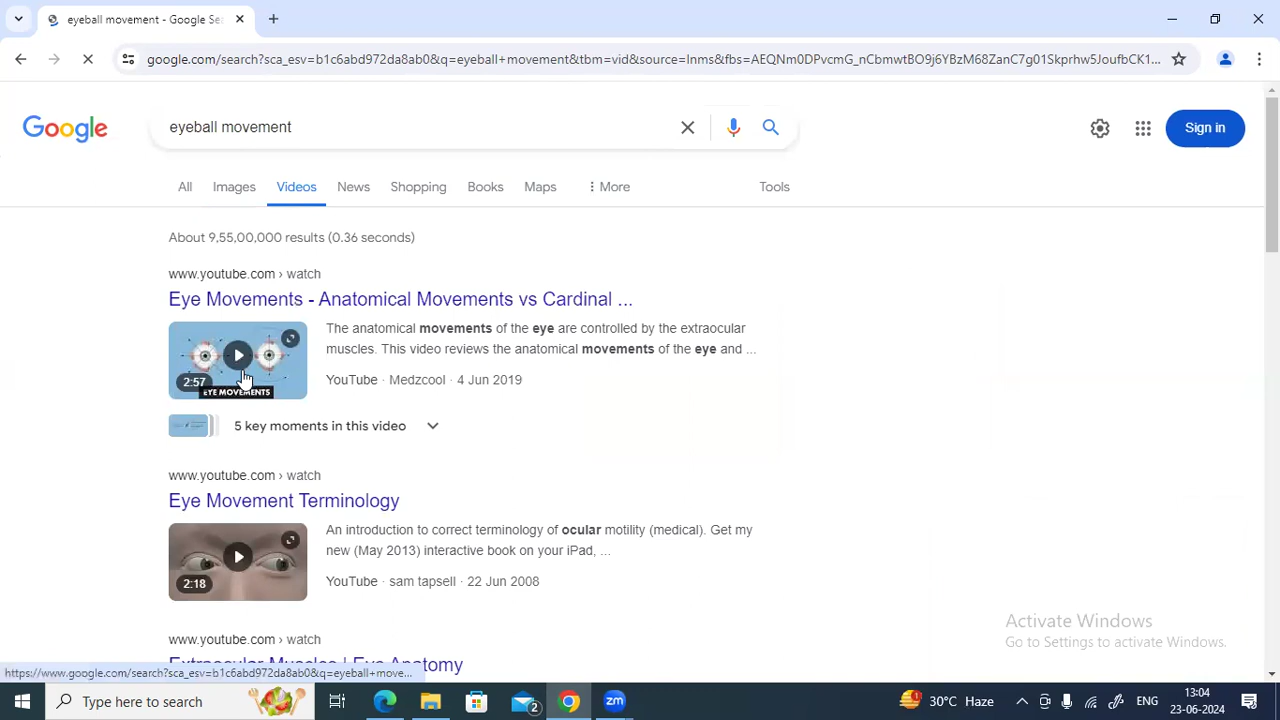 eyeball movement - Google Se
google.com/search?sca_esv=b1c6abd972da8ab0&q=eyeball+movement&tbm=vid&source=lnms&fbs=AEQNm0DPvcmG_nCbmwtBO9j6YBzM68ZanC7g01Skprhw5JoufbCK1...
Google
eyeball movement
Sign in
All Images Videos News Shopping Books Maps More Tools
About 9,55,00,000 results (0.36 seconds)
www.youtube.com › watch
Eye Movements - Anatomical Movements vs Cardinal ...
The anatomical movements of the eye are controlled by the extraocular
muscles. This video reviews the anatomical movements of the eye and ...
2:57
EYE MOVEMENTS
YouTube · Medzcool · 4 Jun 2019
5 key moments in this video
www.youtube.com › watch
Eye Movement Terminology
An introduction to correct terminology of ocular motility (medical). Get my
new (May 2013) interactive book on your iPad, ...
2:18
YouTube · sam tapsell · 22 Jun 2008
www.youtube.com › watch
Extraocular Muscles | Eye Anatomy
Activate Windows
Go to Settings to activate Windows.
https://www.google.com/search?sca_esv=b1c6abd972da8ab0&q=eyeball+move...
Type here to search
2
zm
30°C Haze
ENG
13:04
23-06-2024